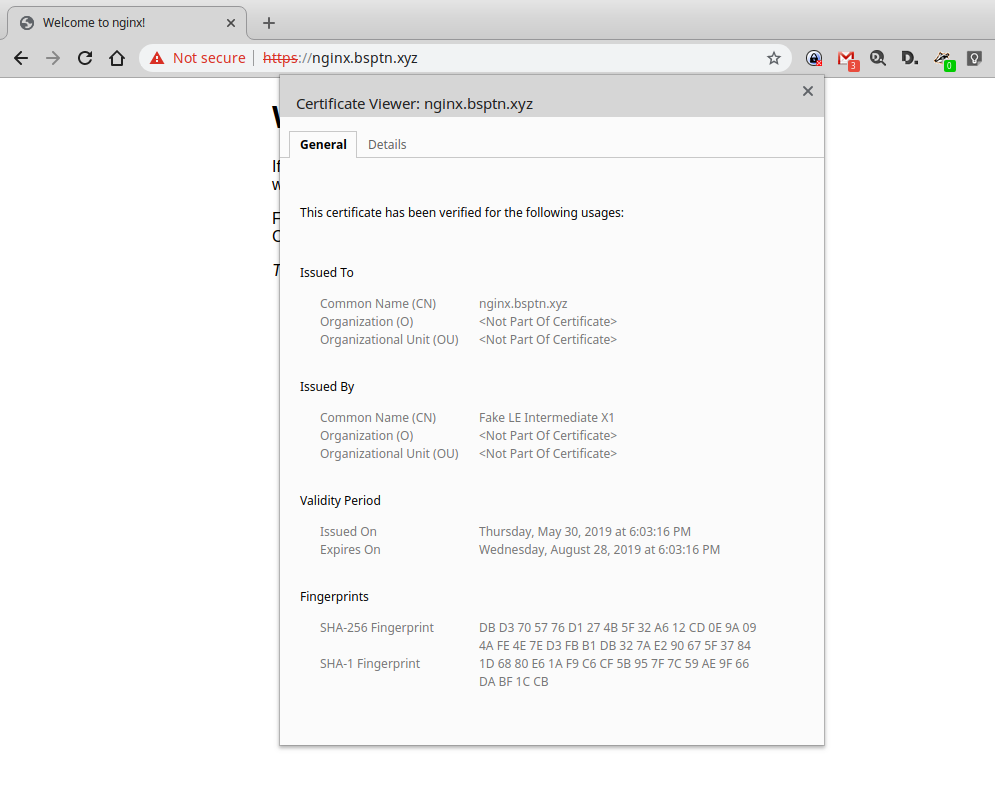 Welcome to nginx!
Not secure https://nginx.bsptn.xyz
3
D.
0
Certificate Viewer: nginx.bsptn.xyz
General Details
This certificate has been verified for the following usages:
Issued To
Common Name (CN) nginx.bsptn.xyz
Organization (O) <Not Part Of Certificate>
Organizational Unit (OU) <Not Part Of Certificate>
Issued By
Common Name (CN) Fake LE Intermediate X1
Organization (O) <Not Part Of Certificate>
Organizational Unit (OU) <Not Part Of Certificate>
Validity Period
Issued On Thursday, May 30, 2019 at 6:03:16 PM
Expires On Wednesday, August 28, 2019 at 6:03:16 PM
Fingerprints
SHA-256 Fingerprint DB D3 70 57 76 D1 27 4B 5F 32 A6 12 CD 0E 9A 09
4A FE 4E 7E D3 FB B1 DB 32 7A E2 90 67 5F 37 84
SHA-1 Fingerprint 1D 68 80 E6 1A F9 C6 CF 5B 95 7F 7C 59 AE 9F 66
DA BF 1C CB